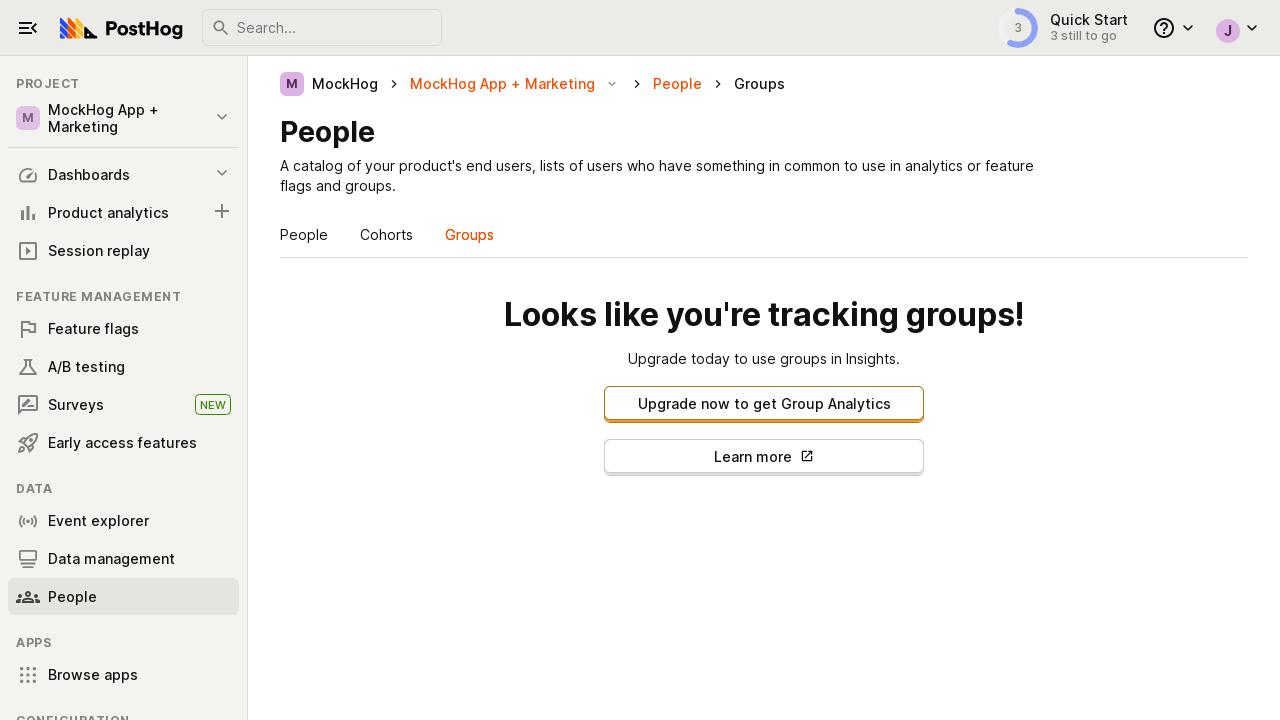 PostHog
Search...
3
Quick Start
3 still to go
J
PROJECT
M
MockHog App +
Marketing
Dashboards
Product analytics
Session replay
FEATURE MANAGEMENT
Feature flags
A/B testing
Surveys
NEW
Early access features
DATA
Event explorer
Data management
People
APPS
Browse apps
CONFIGURATION
M
MockHog
MockHog App + Marketing
People
Groups
People
A catalog of your product's end users, lists of users who have something in common to use in analytics or feature
flags and groups.
People
Cohorts
Groups
Looks like you're tracking groups!
Upgrade today to use groups in Insights.
Upgrade now to get Group Analytics
Learn more